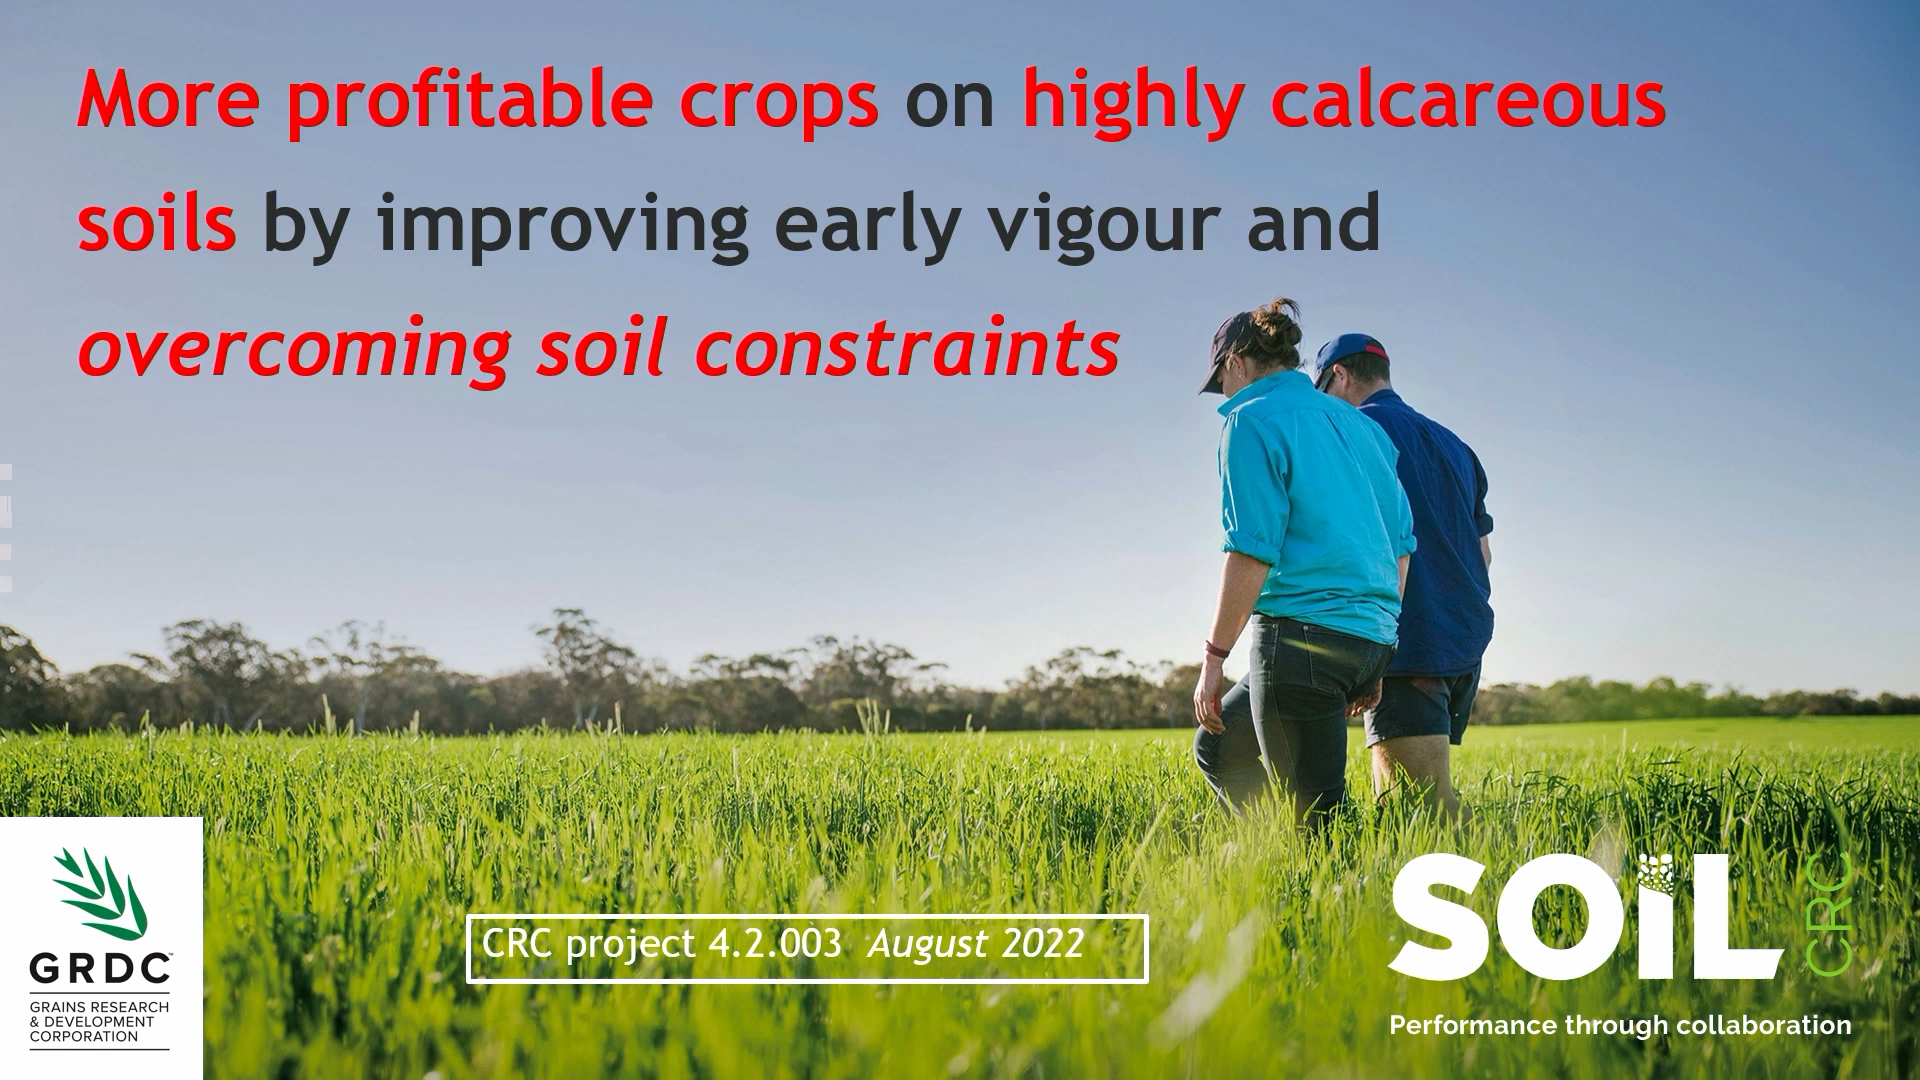 More profitable crops on highly calcareous
soils by improving early vigour and
overcoming soil constraints
CRC project 4.2.003 August 2022
GRDC™
GRAINS RESEARCH
& DEVELOPMENT
CORPORATION
SOIL CRC
Performance through collaboration